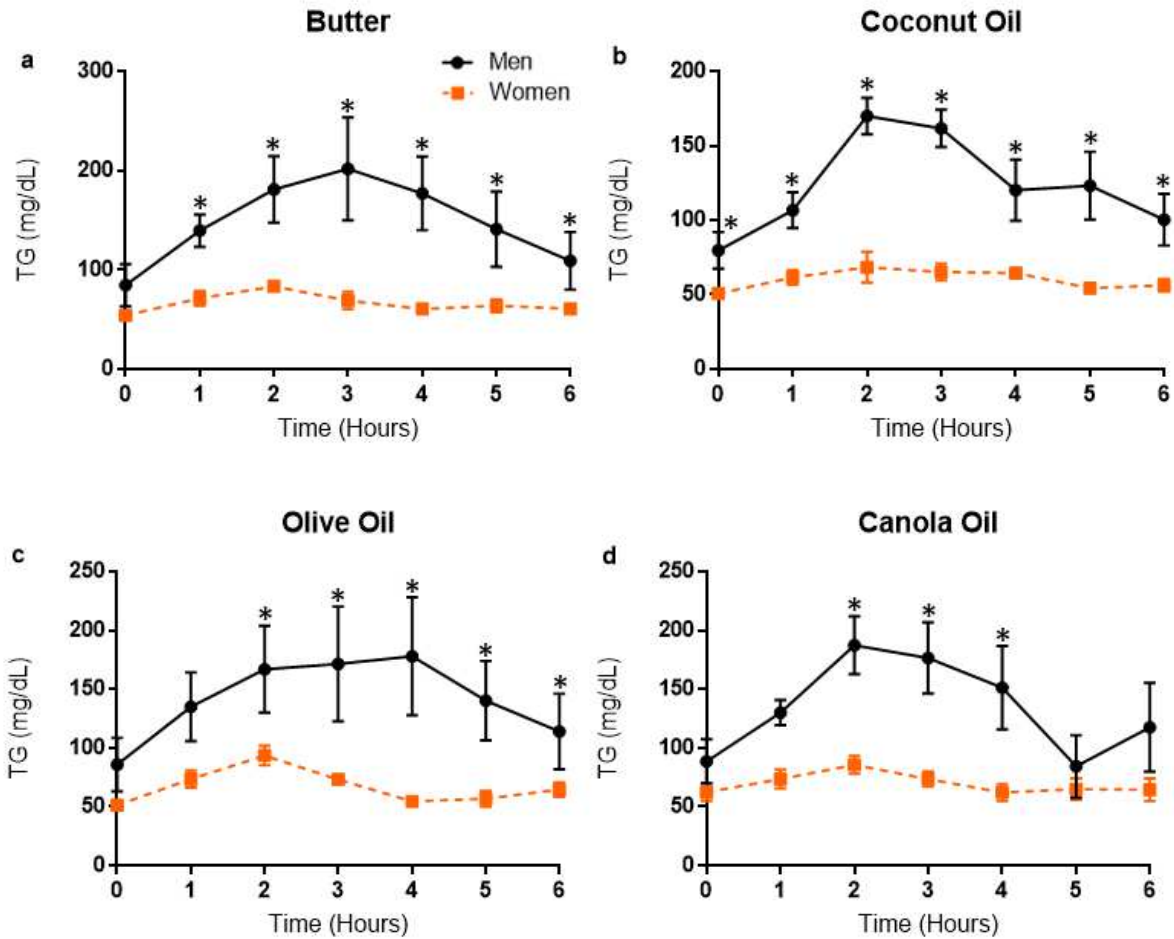 Butter
a
Men
Women
300
200
100
0
TG (mg/dL)
* * * * * *
0 1 2 3 4 5 6
Time (Hours)
Coconut Oil
b
200
150
100
50
0
TG (mg/dL)
* * * * * * *
0 1 2 3 4 5 6
Time (Hours)
Olive Oil
c
250
200
150
100
50
0
TG (mg/dL)
* * * * *
0 1 2 3 4 5 6
Time (Hours)
Canola Oil
d
250
200
150
100
50
0
TG (mg/dL)
* * *
0 1 2 3 4 5 6
Time (Hours)